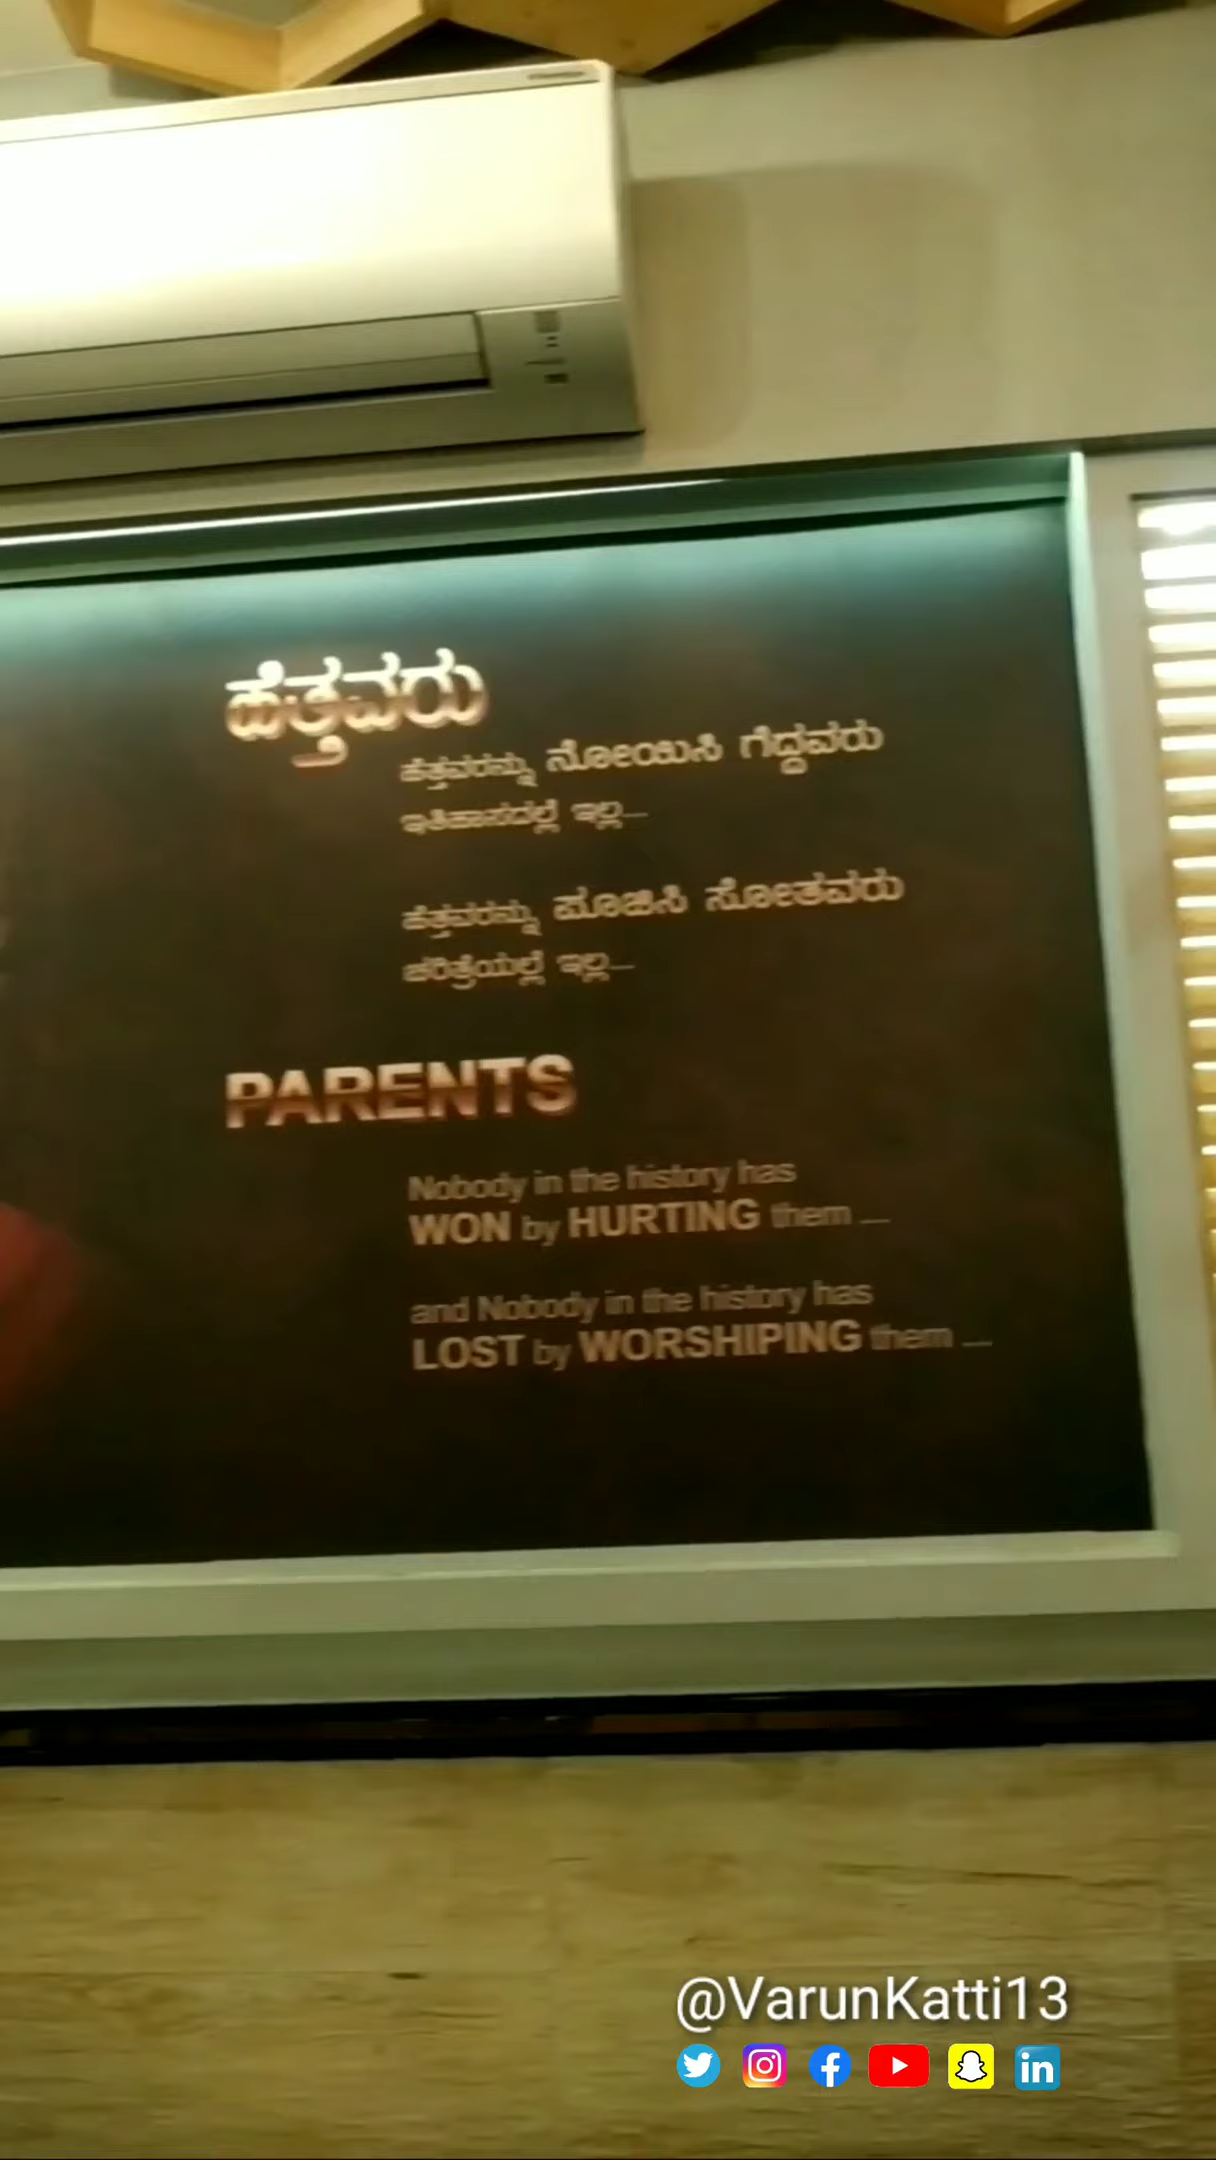 ಹೆತ್ತವರು
ಹೆತ್ತವರನ್ನು ನೋಯಿಸಿ ಗೆದ್ದವರು
ಇತಿಹಾಸದಲ್ಲೆ ಇಲ್ಲ...
ಹೆತ್ತವರನ್ನು ಪೂಜಿಸಿ ಸೋತವರು
ಚರಿತ್ರೆಯಲ್ಲೆ ಇಲ್ಲ...
PARENTS
Nobody in the history has
WON by HURTING them ...
and Nobody in the history has
LOST by WORSHIPING them ...
@VarunKatti13
in